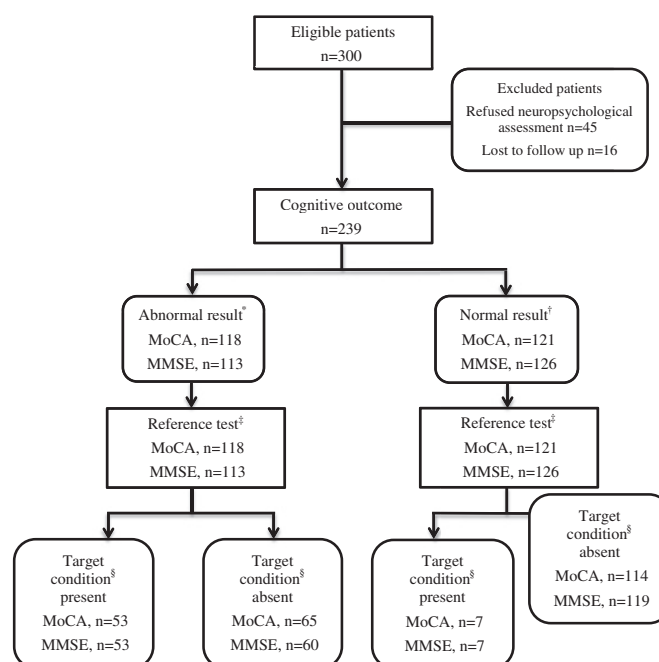 Eligible patients
n=300
Excluded patients
Refused neuropsychological
assessment n=45
Lost to follow up n=16
Cognitive outcome
n=239
Abnormal result*
MoCA, n=118
MMSE, n=113
Normal result†
MoCA, n=121
MMSE, n=126
Reference test‡
MoCA, n=118
MMSE, n=113
Reference test‡
MoCA, n=121
MMSE, n=126
Target
condition§
present
MoCA, n=53
MMSE, n=53
Target
condition§
absent
MoCA, n=65
MMSE, n=60
Target
condition§
present
MoCA, n=7
MMSE, n=7
Target
condition§
absent
MoCA, n=114
MMSE, n=119